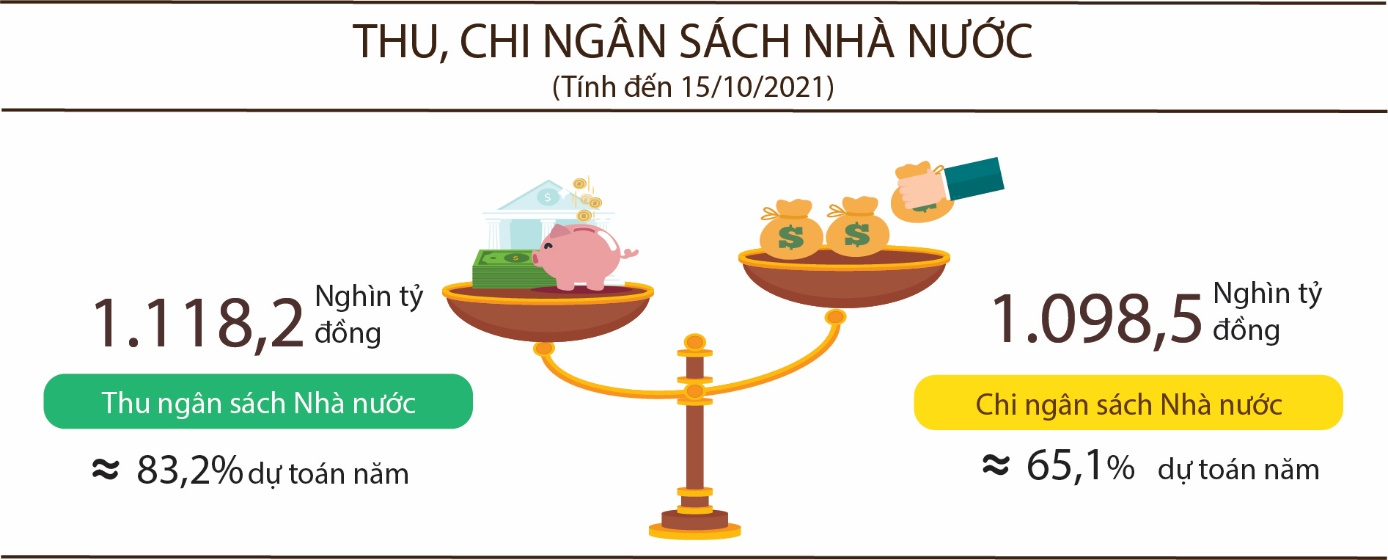 THU, CHI NGÂN SÁCH NHÀ NƯỚC
(Tính đến 15/10/2021)
1.118,2 Nghìn tỷ
đồng
Thu ngân sách Nhà nước
≈ 83,2% dự toán năm
1.098,5 Nghìn tỷ
đồng
Chi ngân sách Nhà nước
≈ 65,1% dự toán năm